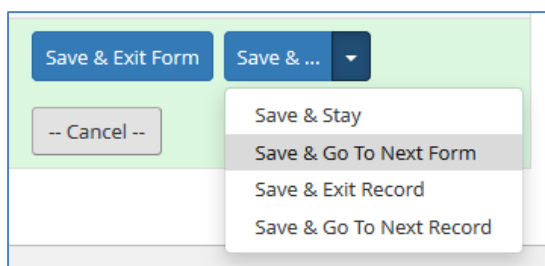 Save & Exit Form
Save & ...
-- Cancel --
Save & Stay
Save & Go To Next Form
Save & Exit Record
Save & Go To Next Record